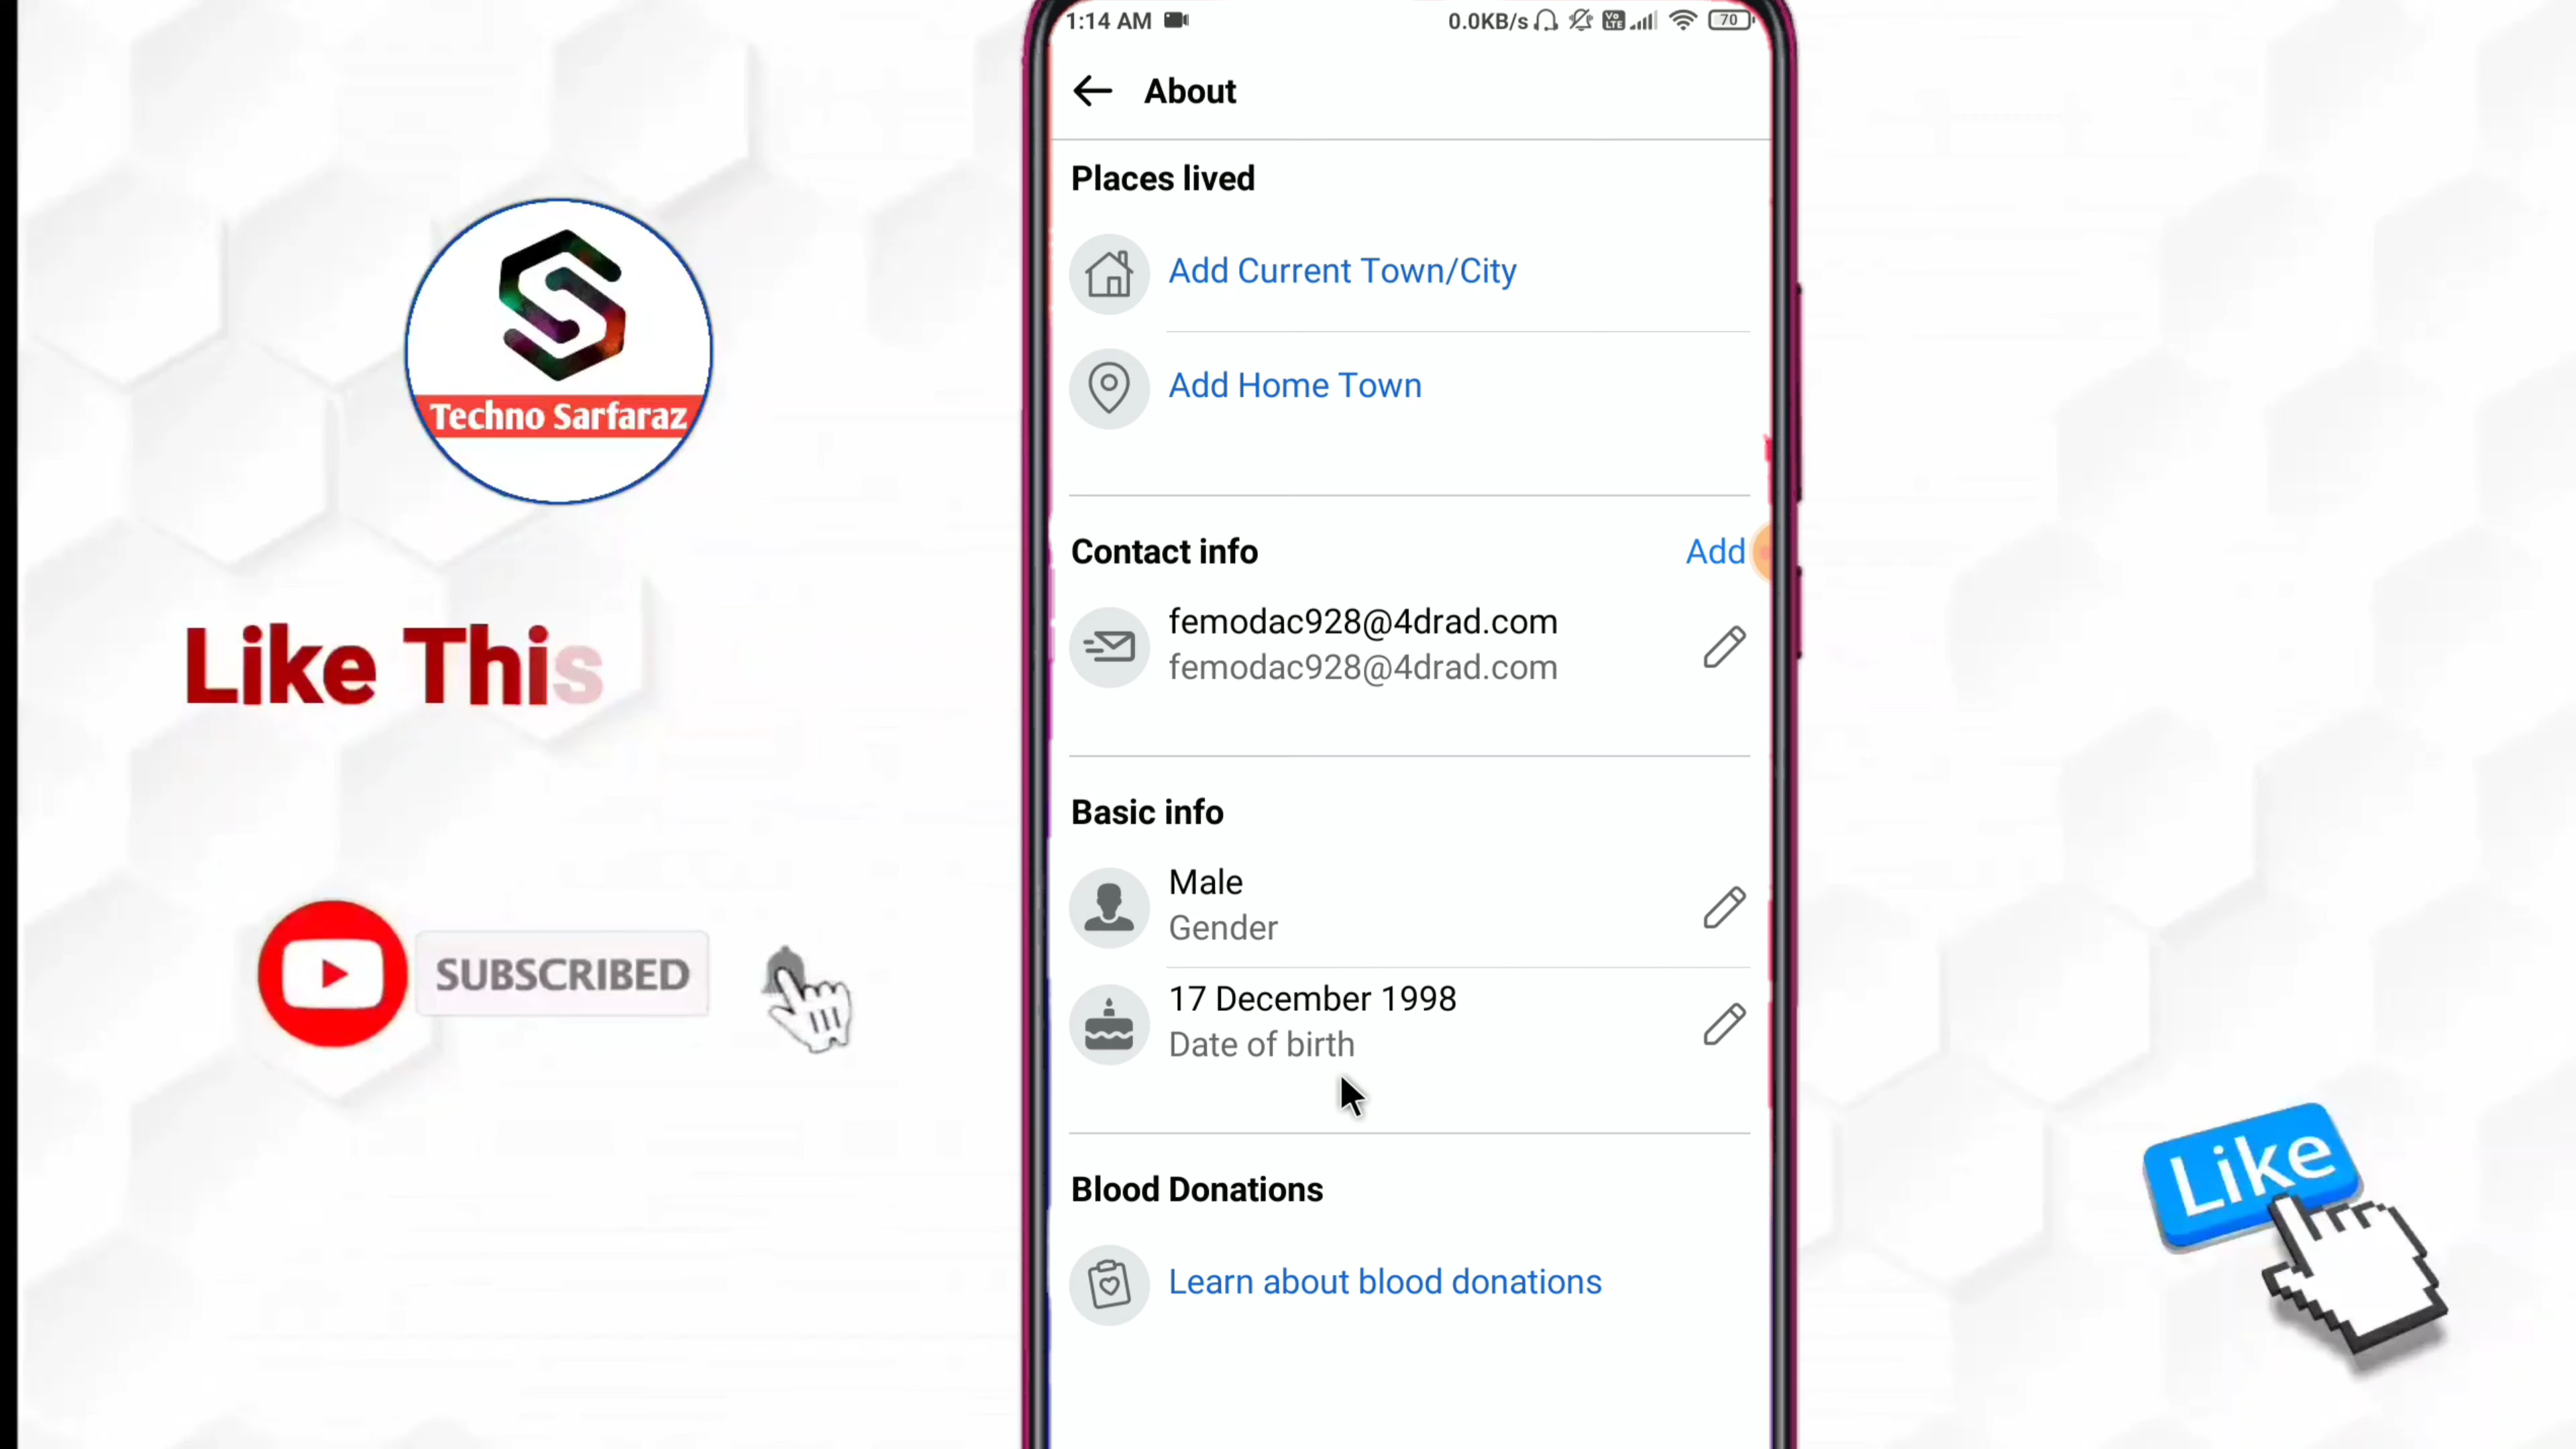 1:14 AM
0.0KB/s
Vo LTE
70
About
Places lived
Add Current Town/City
Add Home Town
Contact info
Add
femodac928@4drad.com
femodac928@4drad.com
Basic info
Male
Gender
17 December 1998
Date of birth
Blood Donations
Learn about blood donations
Techno Sarfaraz
Like This
SUBSCRIBED
Like